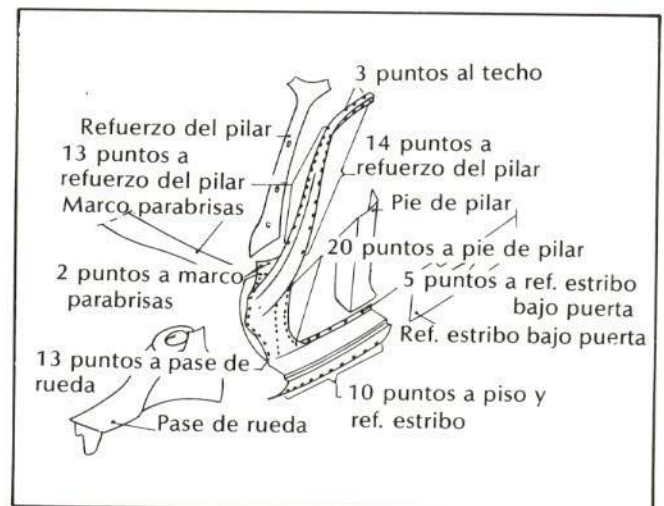 3 puntos al techo
Refuerzo del pilar
13 puntos a
refuerzo del pilar
Marco parabrisas
14 puntos a
refuerzo del pilar
Pie de pilar
20 puntos a pie de pilar
2 puntos a marco
parabrisas
5 puntos a ref. estribo
bajo puerta
Ref. estribo bajo puerta
13 puntos a pase de
rueda
Pase de rueda
10 puntos a piso y
ref. estribo